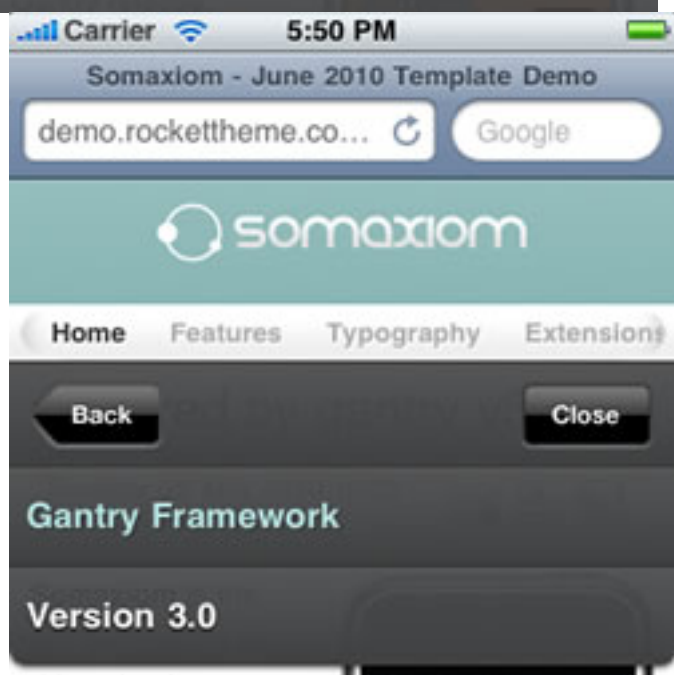 Carrier 5:50 PM
Somaxiom - June 2010 Template Demo
demo.rockettheme.co... Google
somaxiom
Home Features Typography Extensions
Back Close
Gantry Framework
Version 3.0